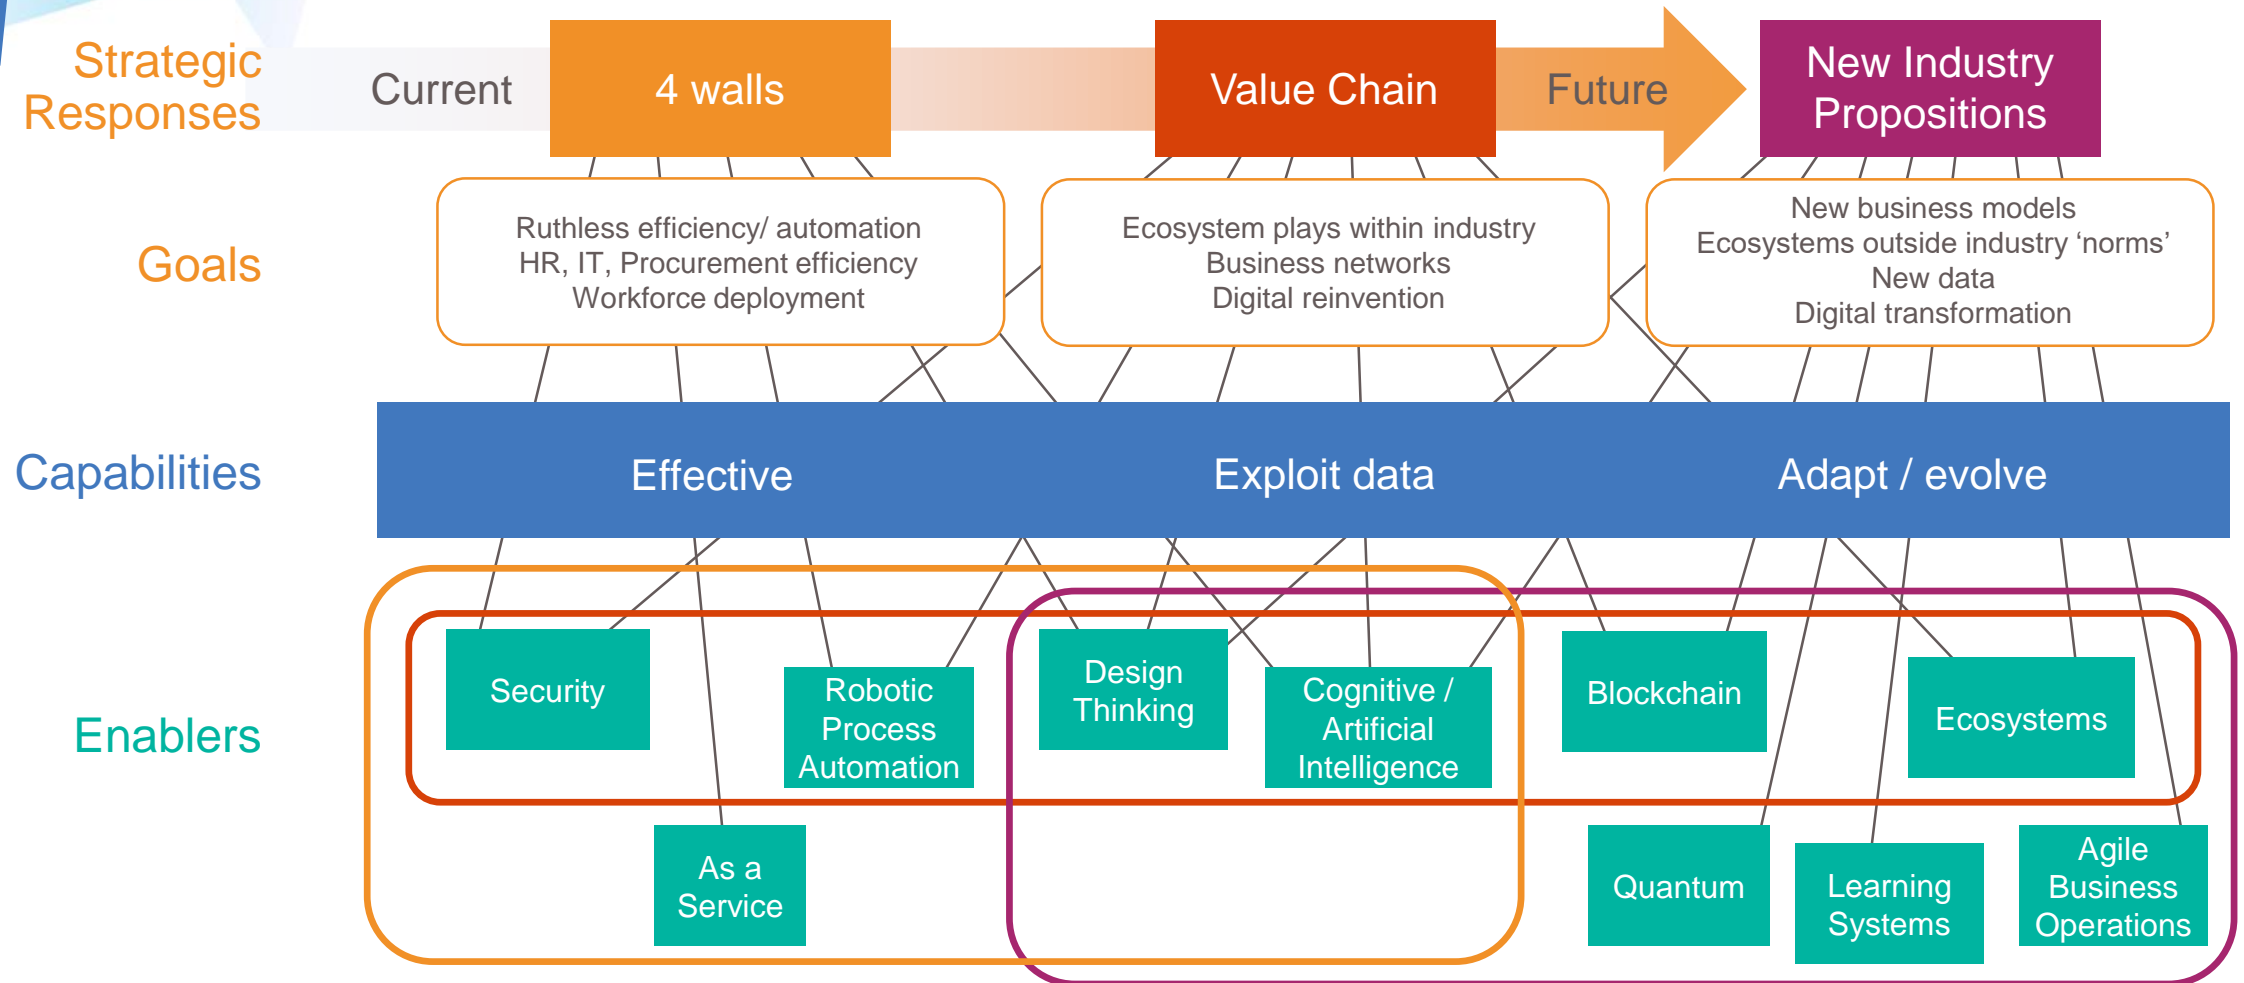 Strategic
Responses
Current
4 walls
Value Chain
Future
New Industry
Propositions
Goals
Ruthless efficiency/ automation
HR, IT, Procurement efficiency
Workforce deployment
Ecosystem plays within industry
Business networks
Digital reinvention
New business models
Ecosystems outside industry ‘norms’
New data
Digital transformation
Capabilities
Effective
Exploit data
Adapt / evolve
Enablers
Security
Robotic
Process
Automation
Design
Thinking
Cognitive /
Artificial
Intelligence
Blockchain
Ecosystems
As a
Service
Quantum
Learning
Systems
Agile
Business
Operations